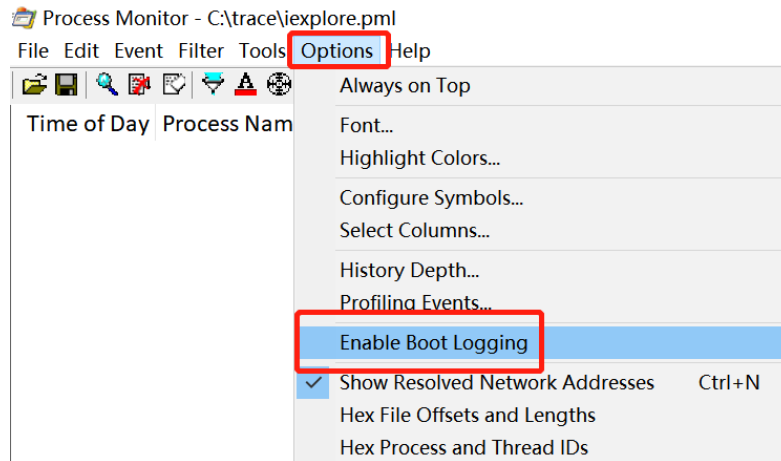 Process Monitor - C:\trace\iexplore.pml
File Edit Event Filter Tools Options Help
Always on Top
Time of Day Process Nam
Font...
Highlight Colors...
Configure Symbols...
Select Columns...
History Depth...
Profiling Events...
Enable Boot Logging
Show Resolved Network Addresses Ctrl+N
Hex File Offsets and Lengths
Hex Process and Thread IDs